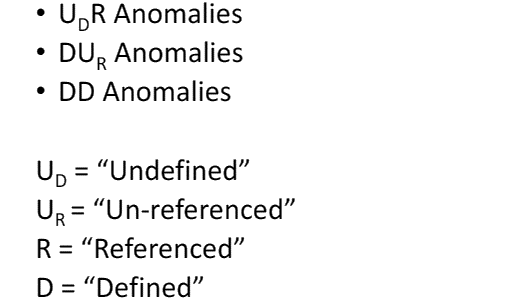 • U_DR Anomalies
• DU_R Anomalies
• DD Anomalies
U_D = “Undefined”
U_R = “Un-referenced”
R = “Referenced”
D = “Defined”